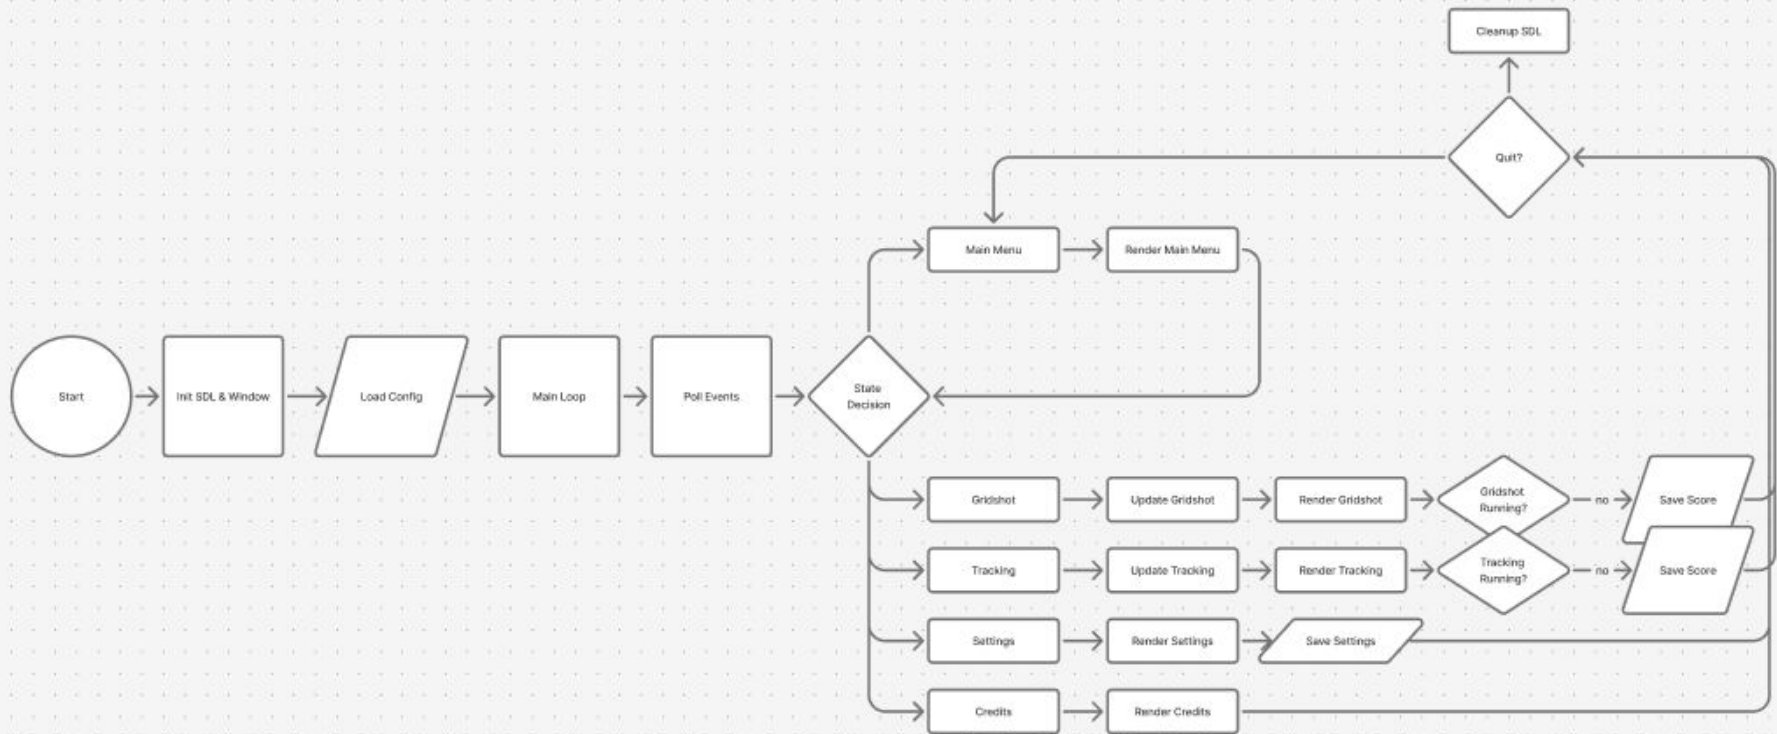 Cleanup SDL
Quit?
Main Menu
Render Main Menu
Start
Init SDL & Window
Load Config
Main Loop
Poll Events
State
Decision
Gridshot
Update Gridshot
Render Gridshot
Gridshot
Running?
no
Save Score
Tracking
Update Tracking
Render Tracking
Tracking
Running?
no
Save Score
Settings
Render Settings
Save Settings
Credits
Render Credits